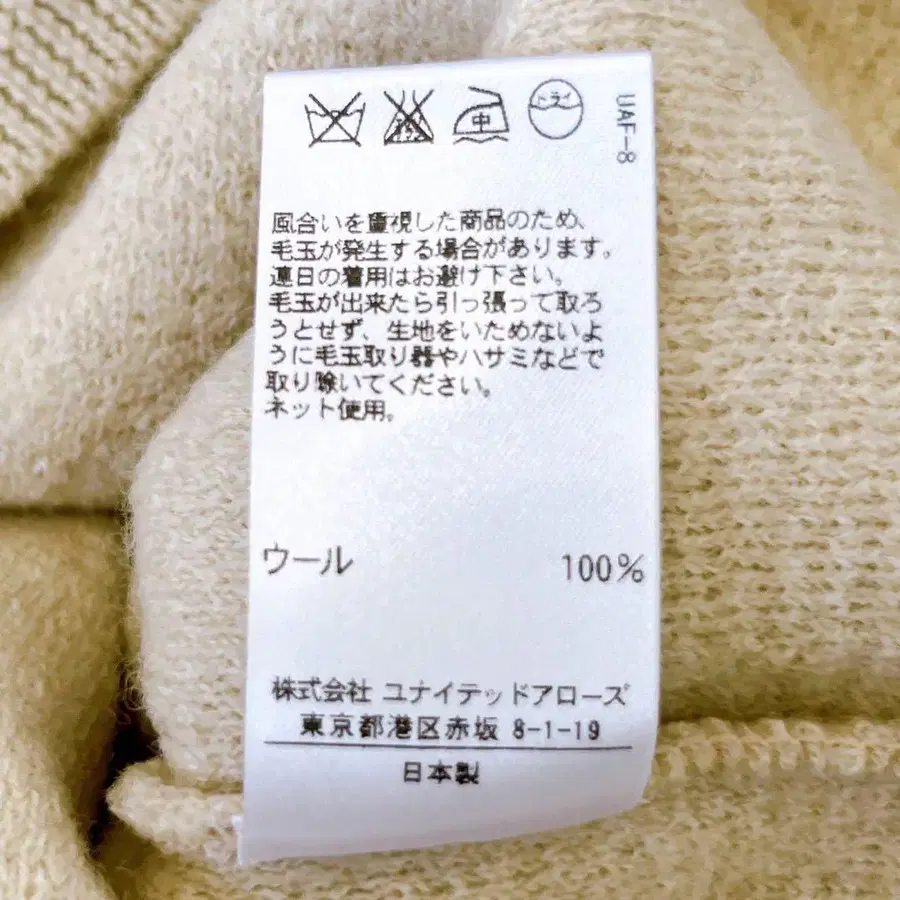 中 ドライ
UAF-8
風合いを重視した商品のため、
毛玉が発生する場合があります。
連日の着用はお避け下さい。
毛玉が出来たら引っ張って取ろ
うとせず、生地をいためないよ
うに毛玉取り器やハサミなどで
取り除いてください。
ネット使用。
ウール 100%
株式会社 ユナイテッドアローズ
東京都港区赤坂 8-1-19
日本製